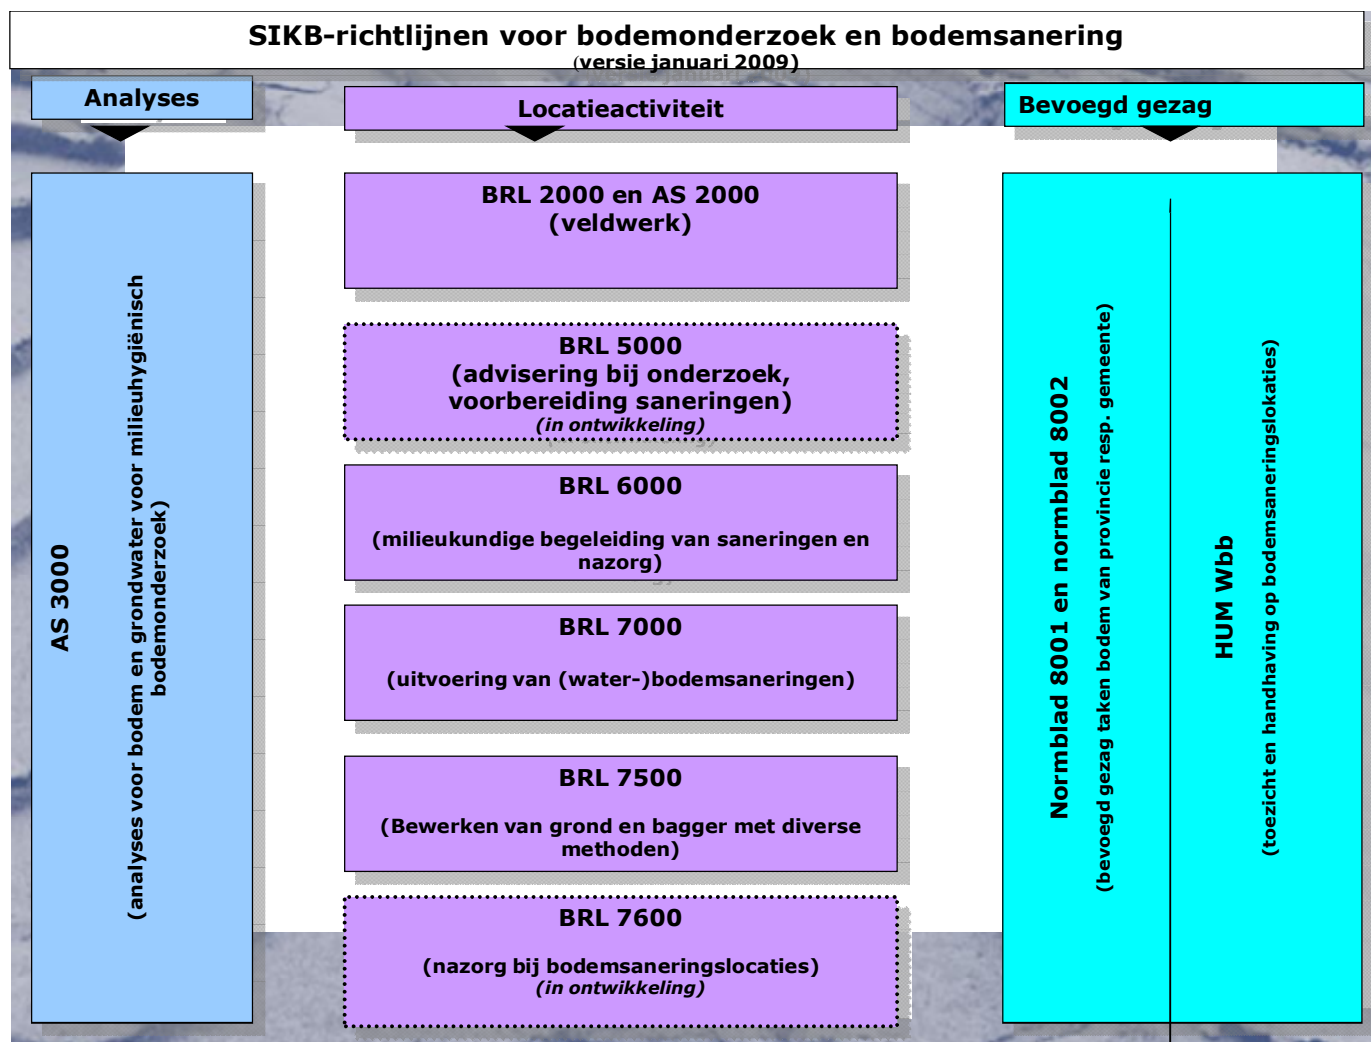 SIKB-richtlijnen voor bodemonderzoek en bodemsanering
(versie januari 2009)
Analyses
Locatieactiviteit
Bevoegd gezag
AS 3000
(analyses voor bodem en grondwater voor milieuhygiënisch
bodemonderzoek)
BRL 2000 en AS 2000
(veldwerk)
BRL 5000
(advisering bij onderzoek,
voorbereiding saneringen)
(in ontwikkeling)
BRL 6000
(milieukundige begeleiding van saneringen en
nazorg)
BRL 7000
(uitvoering van (water-)bodemsaneringen)
BRL 7500
(Bewerken van grond en bagger met diverse
methoden)
BRL 7600
(nazorg bij bodemsaneringslocaties)
(in ontwikkeling)
Normblad 8001 en normblad 8002
(bevoegd gezag taken bodem van provincie resp. gemeente)
HUM Wbb
(toezicht en handhaving op bodemsaneringslokaties)